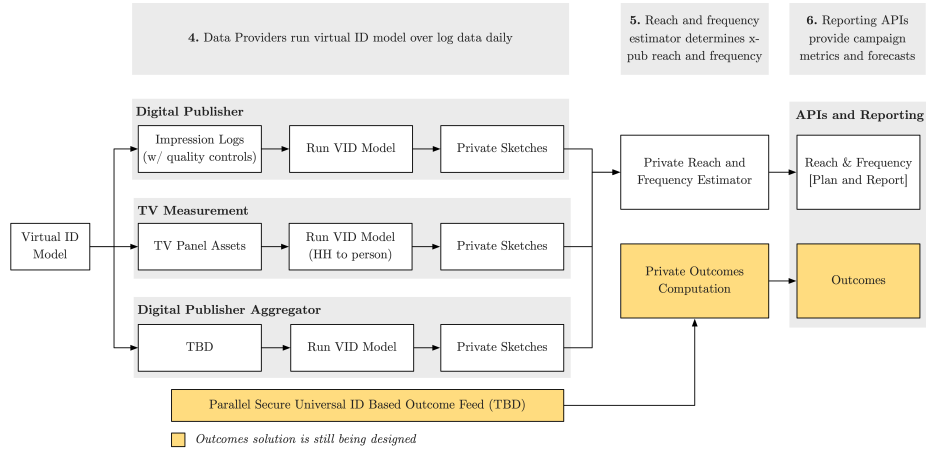 4. Data Providers run virtual ID model over log data daily
5. Reach and frequency
estimator determines x-
pub reach and frequency
6. Reporting APIs
provide campaign
metrics and forecasts
Digital Publisher
Impression Logs
(w/ quality controls)
Run VID Model
Private Sketches
Private Reach and
Frequency Estimator
APIs and Reporting
Reach & Frequency
[Plan and Report]
Virtual ID
Model
TV Measurement
TV Panel Assets
Run VID Model
(HH to person)
Private Sketches
Private Outcomes
Computation
Outcomes
Digital Publisher Aggregator
TBD
Run VID Model
Private Sketches
Parallel Secure Universal ID Based Outcome Feed (TBD)
Outcomes solution is still being designed